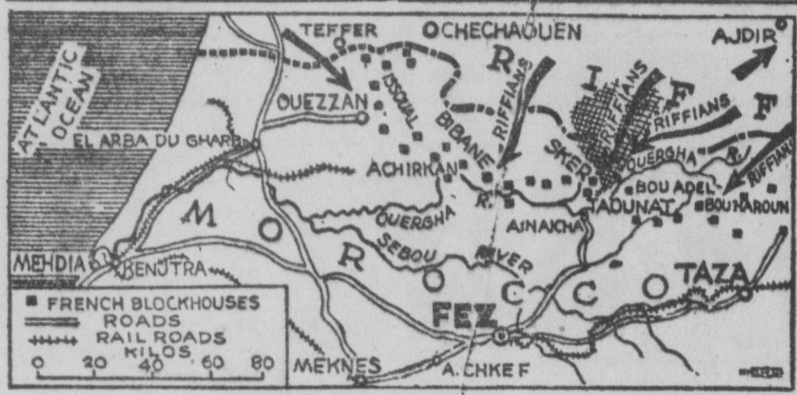 TEFFER
CHECHAOUEN
AJDIR
ATLANTIC
OCEAN
OUEZZAN
ISSOUAL
BIBANE
RIFFIANS
RIFFIANS
RIFFIANS
RIFFIANS
R I F F
SKER
EL ARBA DU GHARB
ACHIRKAN
OUERGHA R.
BOU ADEL
TAOUNAT
BOU HAROUN
OUERGHA
R.
AINAICHA
SEBOU RIVER
M O R O C C O
MEHDIA
KENITRA
TAZA
FEZ
MEKNES
A. CHKEF
FRENCH BLOCKHOUSES
ROADS
RAIL ROADS
KILOS
0 20 40 60 80